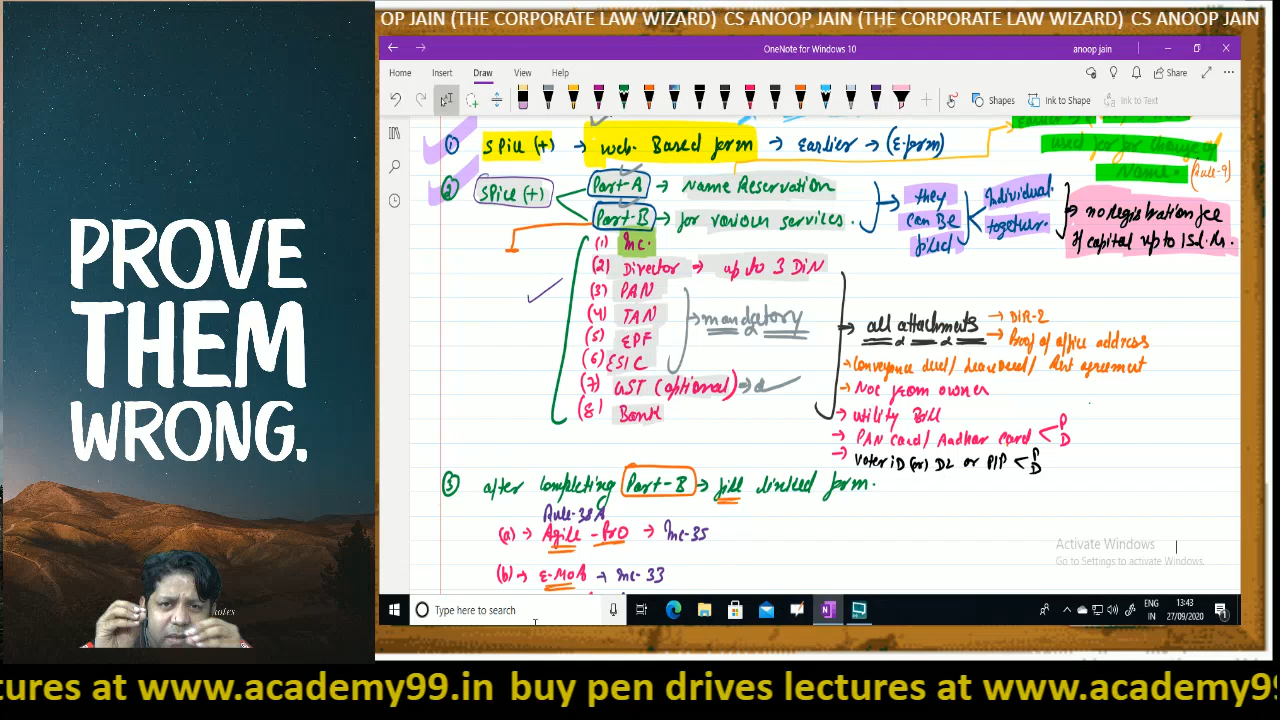 OP JAIN (THE CORPORATE LAW WIZARD) CS ANOOP JAIN (THE CORPORATE LAW WIZARD) CS ANOOP JAIN
OneNote for Windows 10
anoop jain
Home Insert Draw View Help
Share
Shapes
Ink to Shape
Ink to Text
PROVE
THEM
WRONG.
① SPICe (+) → web-Based form → Earlier → (E-form)
used for for change of
Name. (Rule-9)
② SPICe (+)
Part-A → Name Reservation
Part-B → for various services.
they can Be filed
Individual.
together.
→ no Registration fee
if capital up to 15L Rs.
(1) Inc.
(2) Director → up to 3 DIN
(3) PAN
(4) TAN
(5) EPF
(6) ESIC
→ mandatory
(7) GST (optional) →
(8) Bank
→ all attachments
→ DIR-2
→ Proof of office address
Conveyance deed / Lease deed / Rent agreement
→ NOC from owner
→ utility Bill
→ PAN card / Aadhar card < P D
→ Voter ID (or) DL or P/P < P D
③ after completing Part-B → fill linked form.
Rule-38A
(a) → Agile-Pro → Inc-35
(b) → E-MOA → Inc-33
Activate Windows
Go to Settings to activate Windows.
Type here to search
ENG
IN
13:43
27/09/2020
ctures at www.academy99.in buy pen drives lectures at www.academy99